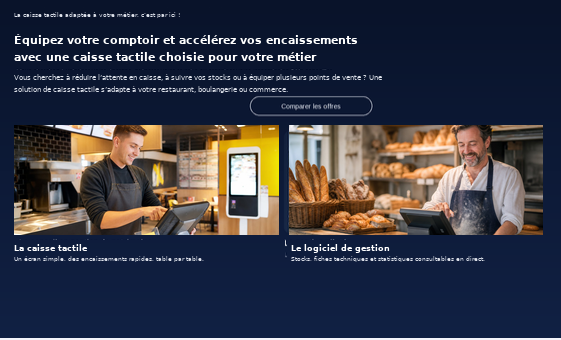 La caisse tactile adaptée à votre métier, c'est par ici !
Équipez votre comptoir et accélérez vos encaissements
avec une caisse tactile choisie pour votre métier
Vous cherchez à réduire l'attente en caisse, à suivre vos stocks ou à équiper plusieurs points de vente ? Une
solution de caisse tactile s'adapte à votre restaurant, boulangerie ou commerce.
Comparer les offres
La caisse tactile
Un écran simple, des encaissements rapides, table par table.
Le logiciel de gestion
Stocks, fiches techniques et statistiques consultables en direct.